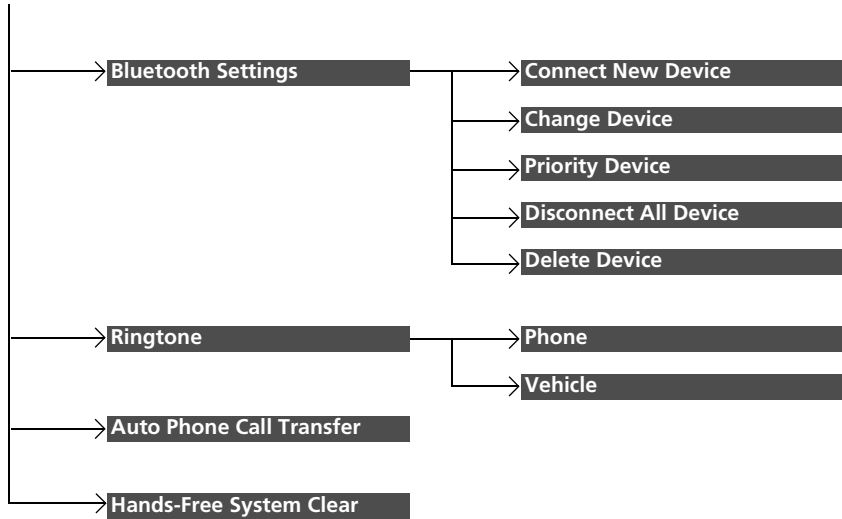 Bluetooth Settings
Connect New Device
Change Device
Priority Device
Disconnect All Device
Delete Device
Ringtone
Phone
Vehicle
Auto Phone Call Transfer
Hands-Free System Clear